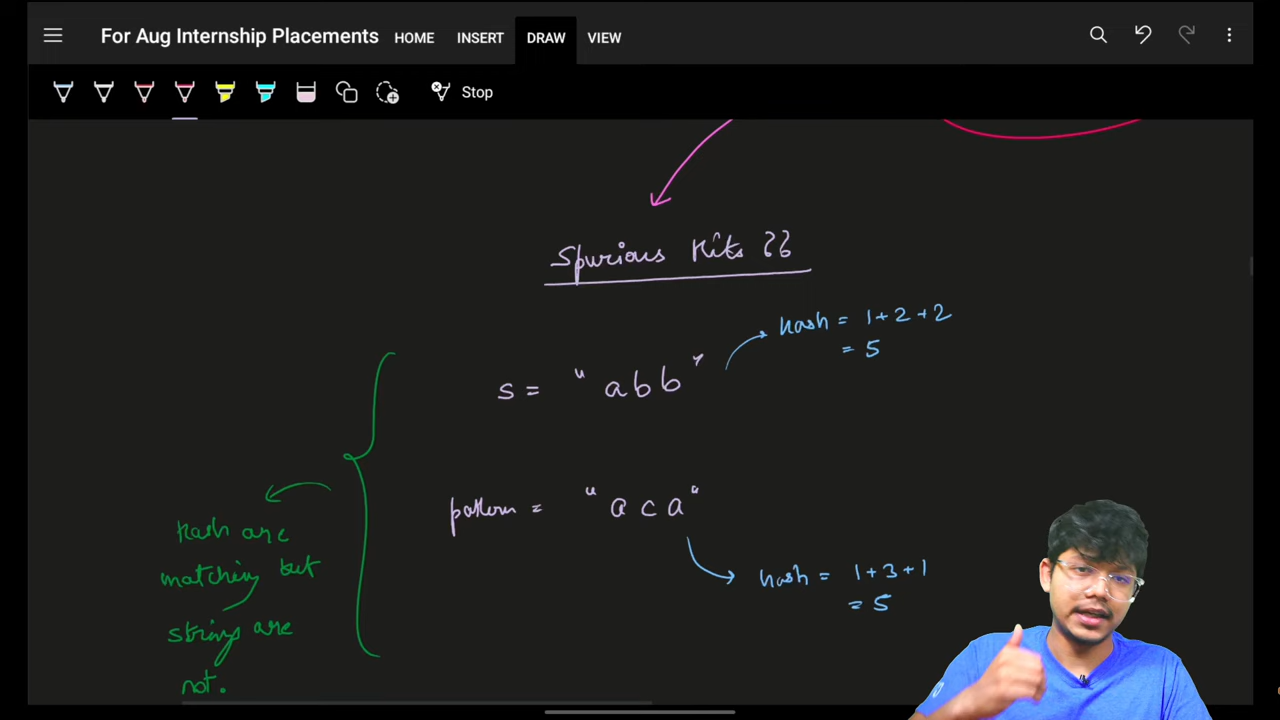 For Aug Internship Placements HOME INSERT DRAW VIEW
Stop
Spurious Hits ??
hash = 1+2+2
= 5
s = "abb"
pattern = "aca"
hash = 1+3+1
= 5
Hash are
matching but
strings are
not.